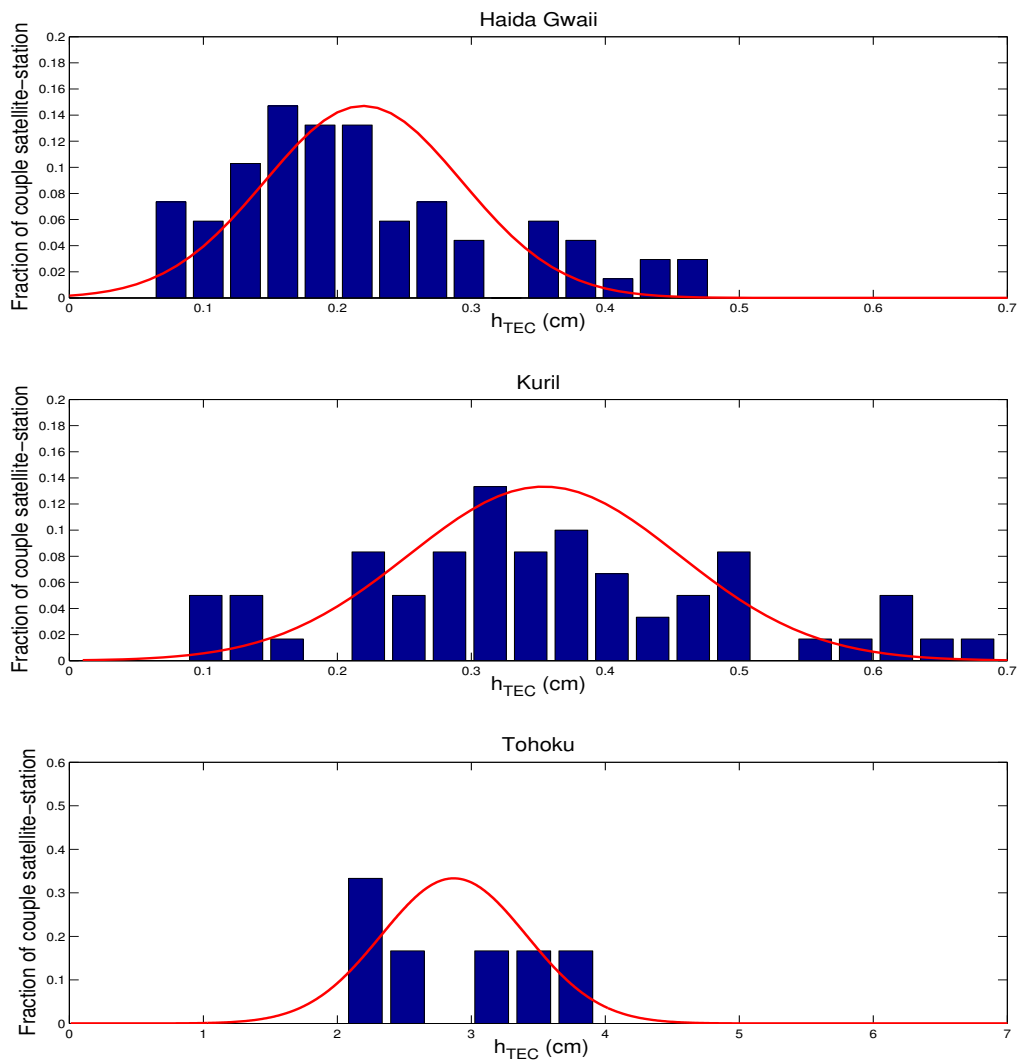 Haida Gwaii
Fraction of couple satellite−station
0.2
0.18
0.16
0.14
0.12
0.1
0.08
0.06
0.04
0.02
0
0 0.1 0.2 0.3 0.4 0.5 0.6 0.7
hTEC (cm)
Kuril
Fraction of couple satellite−station
0.2
0.18
0.16
0.14
0.12
0.1
0.08
0.06
0.04
0.02
0
0 0.1 0.2 0.3 0.4 0.5 0.6 0.7
hTEC (cm)
Tohoku
Fraction of couple satellite−station
0.6
0.5
0.4
0.3
0.2
0.1
0
0 1 2 3 4 5 6 7
hTEC (cm)